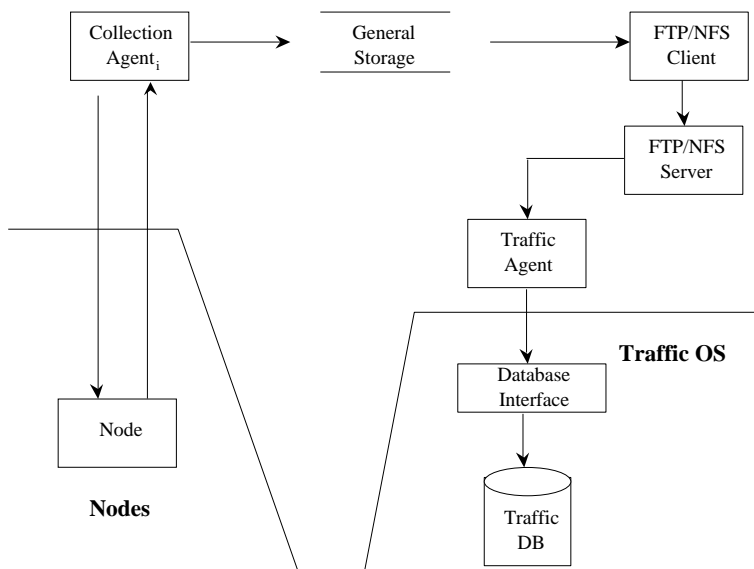 Collection
Agent_i
General
Storage
FTP/NFS
Client
FTP/NFS
Server
Traffic
Agent
Traffic OS
Database
Interface
Node
Nodes
Traffic
DB